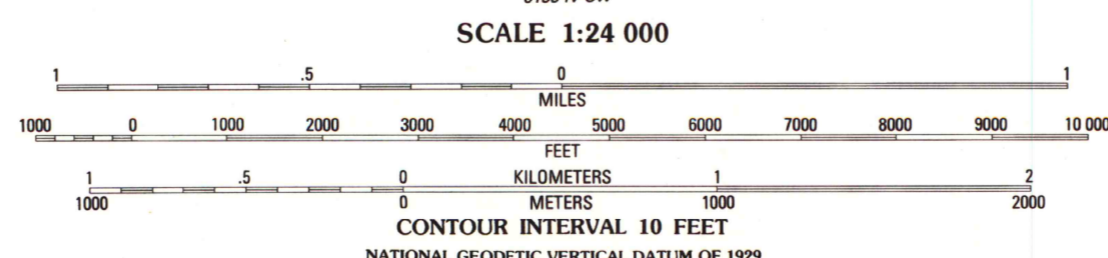 SCALE 1:24 000
1 .5 0 1
MILES
1000 0 1000 2000 3000 4000 5000 6000 7000 8000 9000 10 000
FEET
1 .5 0 KILOMETERS 1 2
1000 0 METERS 1000 2000
CONTOUR INTERVAL 10 FEET
NATIONAL GEODETIC VERTICAL DATUM OF 1929